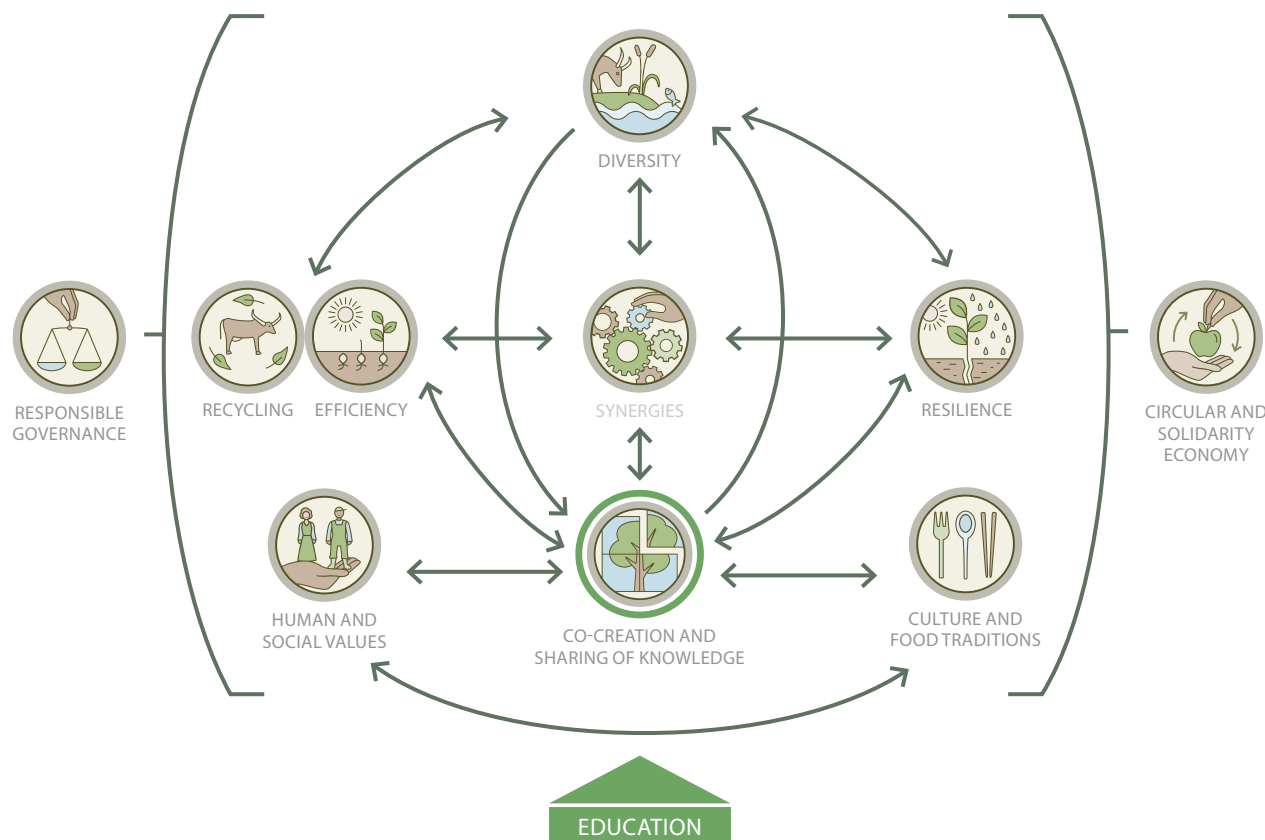 DIVERSITY
RESPONSIBLE
GOVERNANCE
RECYCLING
EFFICIENCY
SYNERGIES
RESILIENCE
CIRCULAR AND
SOLIDARITY
ECONOMY
HUMAN AND
SOCIAL VALUES
CO-CREATION AND
SHARING OF KNOWLEDGE
CULTURE AND
FOOD TRADITIONS
EDUCATION